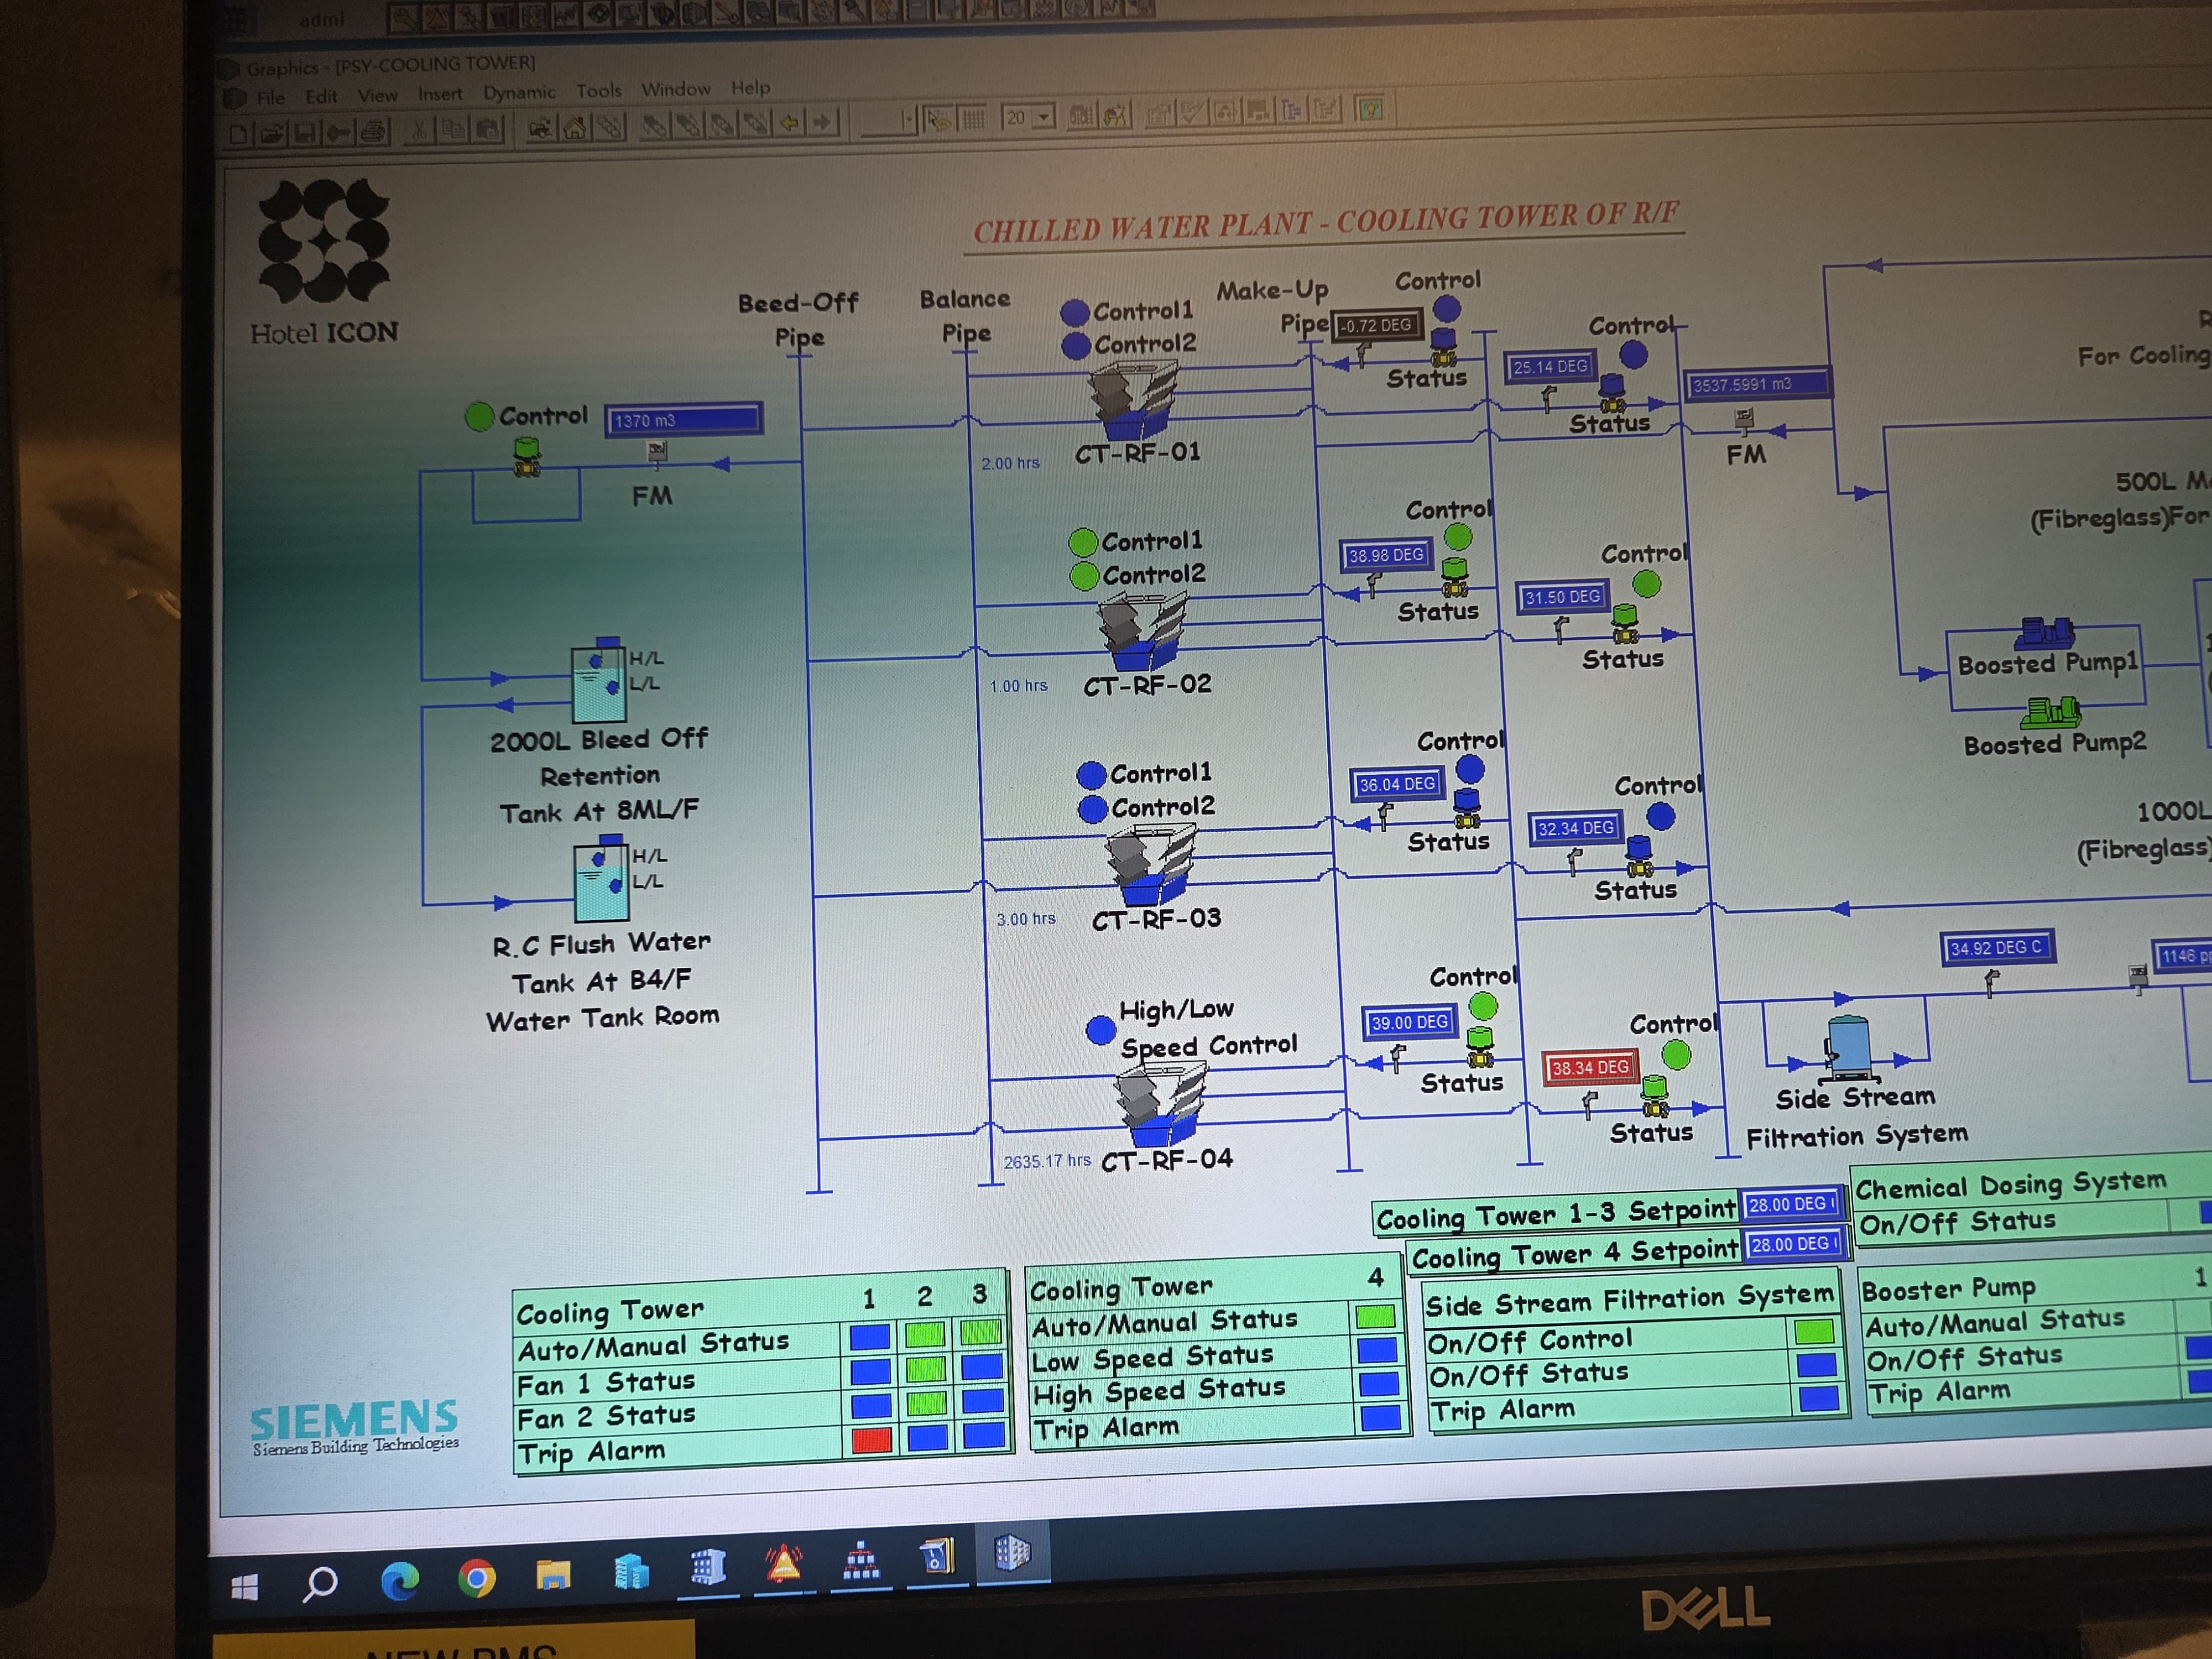 admi
Graphics - [PSY-COOLING TOWER]
File Edit View Insert Dynamic Tools Window Help
20
Hotel ICON
CHILLED WATER PLANT - COOLING TOWER OF R/F
Beed-Off
Pipe
Balance
Pipe
Control1
Control2
Make-Up
Pipe
-0.72 DEG
Control
Status
25.14 DEG
Control
Status
3537.5991 m3
FM
For Cooling
Control
1370 m3
FM
2.00 hrs
CT-RF-01
500L
(Fibreglass)For
Control1
Control2
38.98 DEG
Control
Status
31.50 DEG
Control
Status
1.00 hrs
CT-RF-02
Boosted Pump1
Boosted Pump2
H/L
L/L
2000L Bleed Off
Retention
Tank At 8ML/F
Control1
Control2
36.04 DEG
Control
Status
32.34 DEG
Control
Status
3.00 hrs
CT-RF-03
1000L
(Fibreglass)
H/L
L/L
R.C Flush Water
Tank At B4/F
Water Tank Room
High/Low
Speed Control
39.00 DEG
Control
Status
38.34 DEG
Control
Status
2635.17 hrs
CT-RF-04
34.92 DEG C
1146
Side Stream
Filtration System
Cooling Tower 1-3 Setpoint 28.00 DEG
Cooling Tower 4 Setpoint 28.00 DEG
Chemical Dosing System
On/Off Status
Cooling Tower 1 2 3
Auto/Manual Status
Fan 1 Status
Fan 2 Status
Trip Alarm
Cooling Tower 4
Auto/Manual Status
Low Speed Status
High Speed Status
Trip Alarm
Side Stream Filtration System
On/Off Control
On/Off Status
Trip Alarm
Booster Pump 1
Auto/Manual Status
On/Off Status
Trip Alarm
SIEMENS
Siemens Building Technologies
DELL
NEW BMS